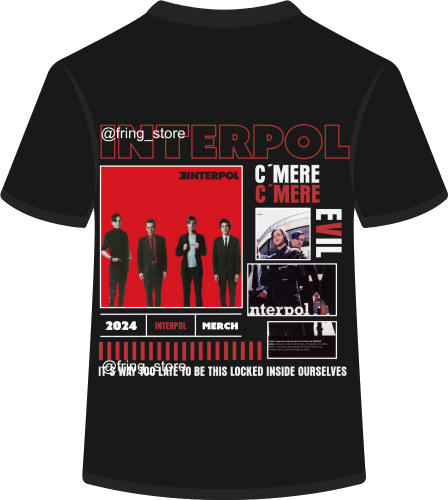 @fring_store
INTERPOL
INTERPOL
C´MERE
C´MERE
EVIL
nterpol
2024
INTERPOL
MERCH
@fring_store
IT´S WAY TOO LATE TO BE THIS LOCKED INSIDE OURSELVES